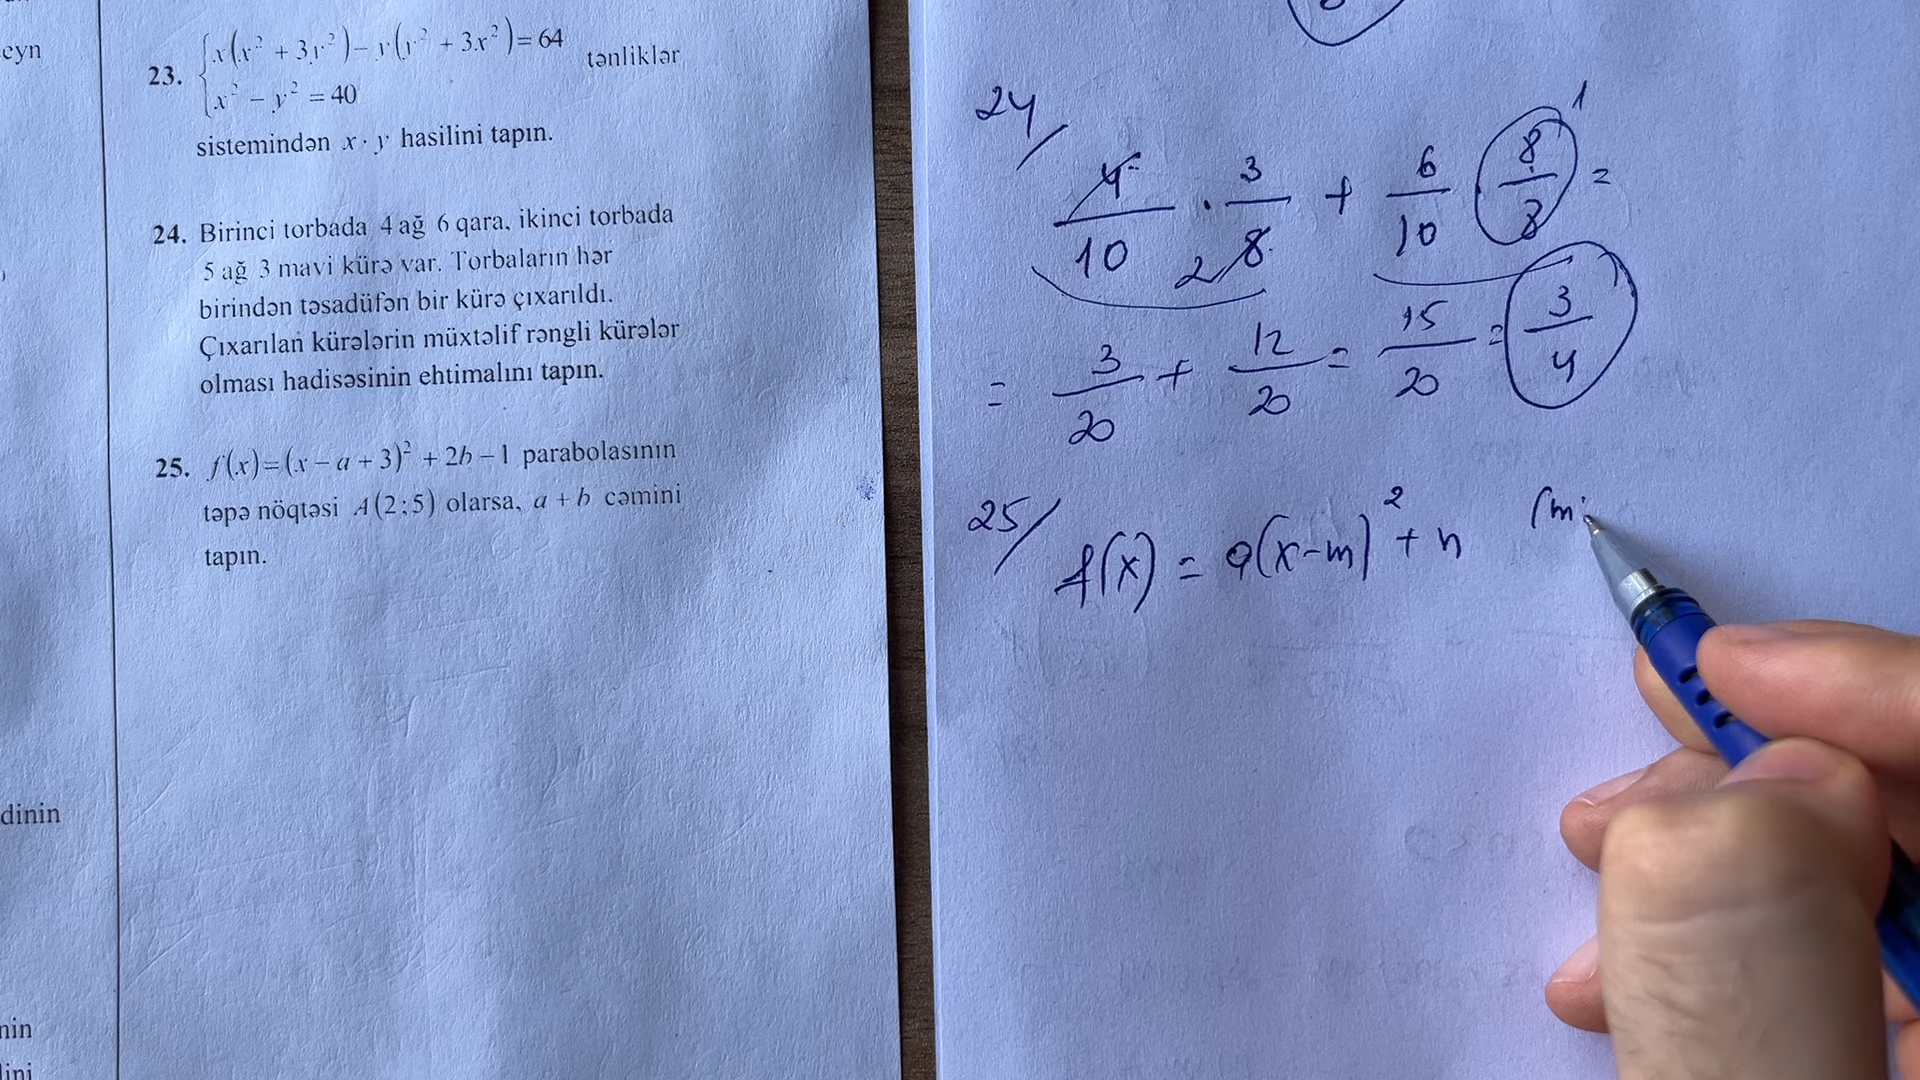 eyn
23. { x(x² + 3y²) − y(y² + 3x²) = 64
x² − y² = 40 tənliklər
sistemindən x · y hasilini tapın.
24. Birinci torbada 4 ağ 6 qara, ikinci torbada
5 ağ 3 mavi kürə var. Torbaların hər
birindən təsadüfən bir kürə çıxarıldı.
Çıxarılan kürələrin müxtəlif rəngli kürələr
olması hadisəsinin ehtimalını tapın.
25. f(x) = (x − a + 3)² + 2b − 1 parabolasının
təpə nöqtəsi A(2;5) olarsa, a + b cəmini
tapın.
dinin
24/
4/10 · 3/8 2 + 6/10 · 8/8 1 =
= 3/20 + 12/20 = 15/20 = 3/4
25/ f(x) = a(x-m)² + n (m;